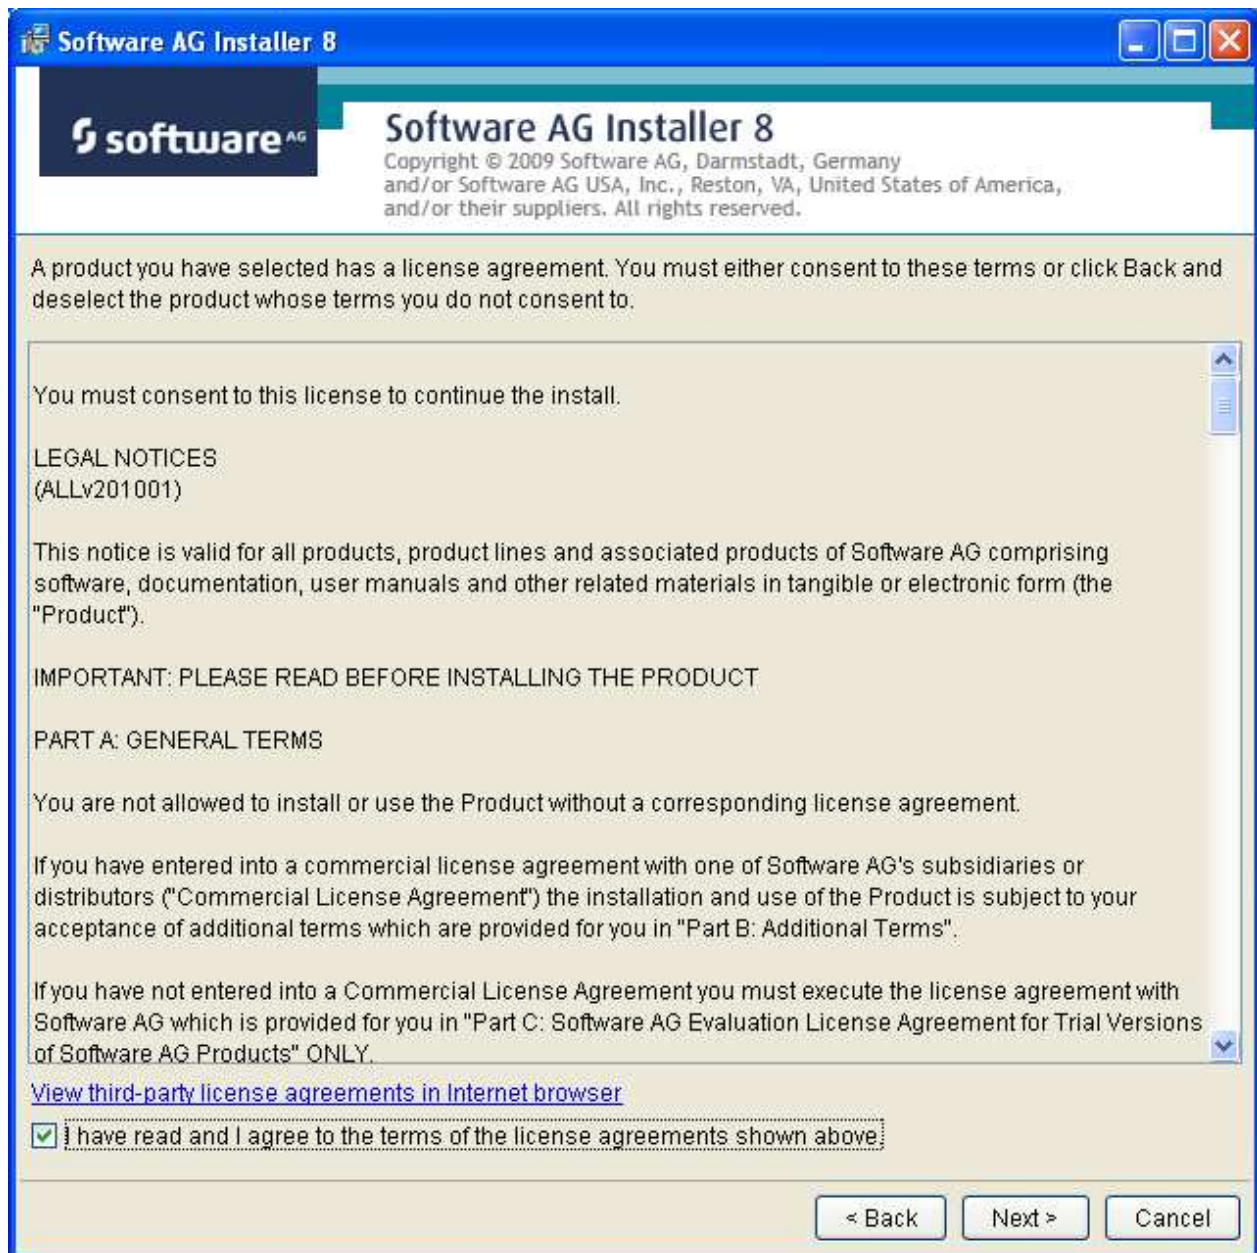 Software AG Installer 8
software AG
Software AG Installer 8
Copyright © 2009 Software AG, Darmstadt, Germany
and/or Software AG USA, Inc., Reston, VA, United States of America,
and/or their suppliers. All rights reserved.
A product you have selected has a license agreement. You must either consent to these terms or click Back and
deselect the product whose terms you do not consent to.
You must consent to this license to continue the install.
LEGAL NOTICES
(ALLv201001)
This notice is valid for all products, product lines and associated products of Software AG comprising
software, documentation, user manuals and other related materials in tangible or electronic form (the
"Product").
IMPORTANT: PLEASE READ BEFORE INSTALLING THE PRODUCT
PART A: GENERAL TERMS
You are not allowed to install or use the Product without a corresponding license agreement.
If you have entered into a commercial license agreement with one of Software AG's subsidiaries or
distributors ("Commercial License Agreement") the installation and use of the Product is subject to your
acceptance of additional terms which are provided for you in "Part B: Additional Terms".
If you have not entered into a Commercial License Agreement you must execute the license agreement with
Software AG which is provided for you in "Part C: Software AG Evaluation License Agreement for Trial Versions
of Software AG Products" ONLY.
View third-party license agreements in Internet browser
I have read and I agree to the terms of the license agreements shown above.
< Back
Next >
Cancel